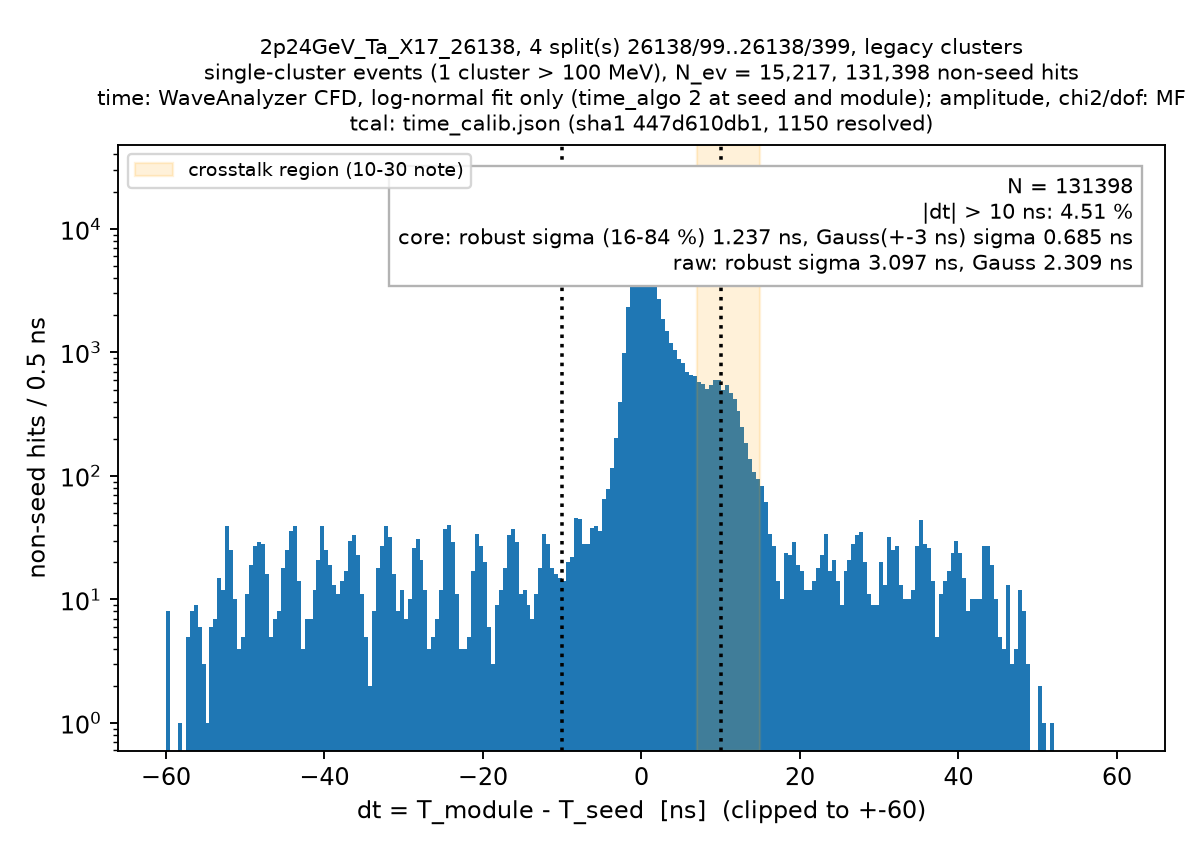 2p24GeV_Ta_X17_26138, 4 split(s) 26138/99..26138/399, legacy clusters
single-cluster events (1 cluster > 100 MeV), N_ev = 15,217, 131,398 non-seed hits
time: WaveAnalyzer CFD, log-normal fit only (time_algo 2 at seed and module); amplitude, chi2/dof: MF
tcal: time_calib.json (sha1 447d610db1, 1150 resolved)
crosstalk region (10-30 note)
N = 131398
|dt| > 10 ns: 4.51 %
core: robust sigma (16-84 %) 1.237 ns, Gauss(+-3 ns) sigma 0.685 ns
raw: robust sigma 3.097 ns, Gauss 2.309 ns
non-seed hits / 0.5 ns
10⁴
10³
10²
10¹
10⁰
−60 −40 −20 0 20 40 60
dt = T_module - T_seed [ns] (clipped to +-60)